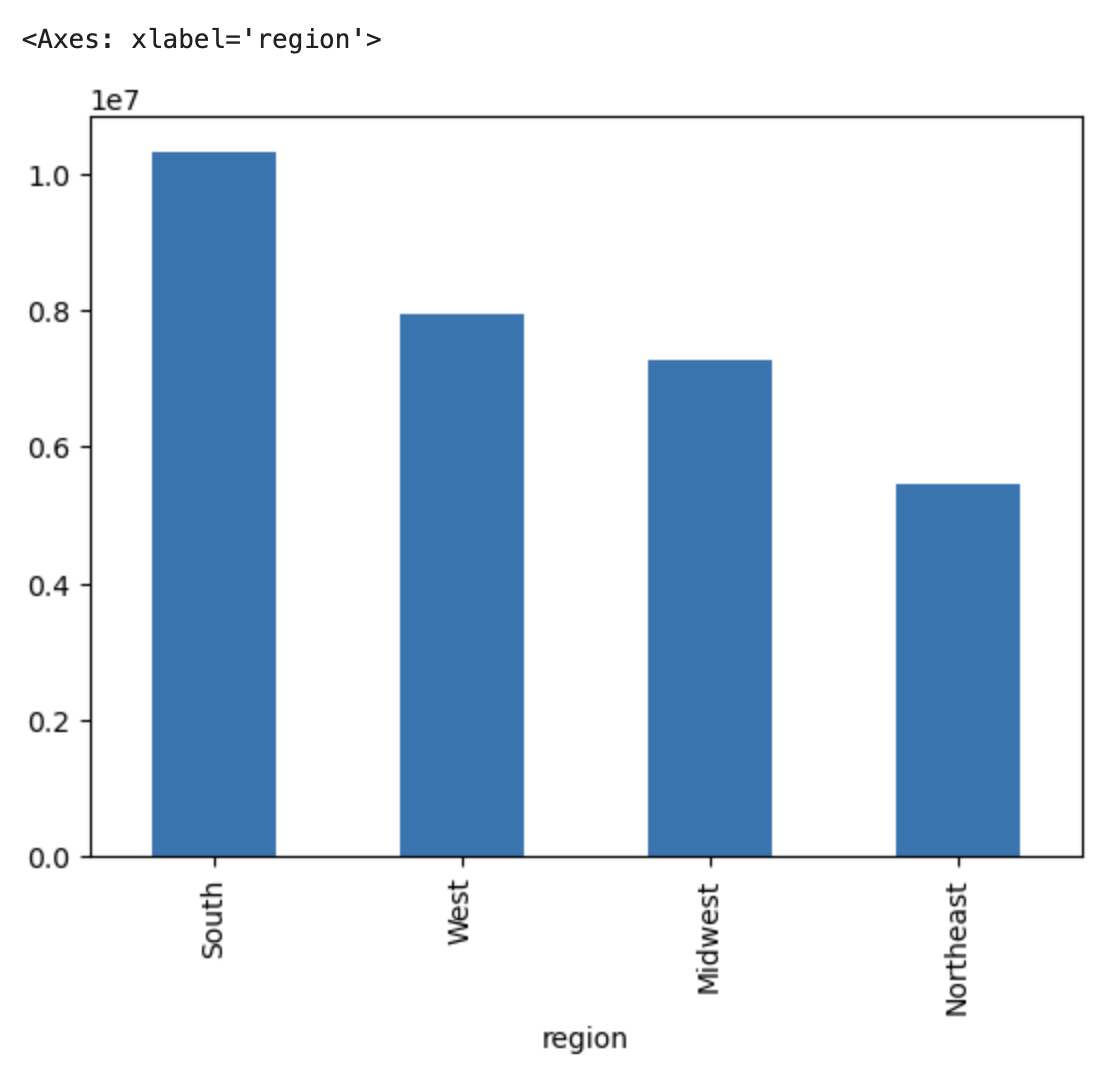 <Axes: xlabel='region'>
1e7
1.0
0.8
0.6
0.4
0.2
0.0
South
West
Midwest
Northeast
region